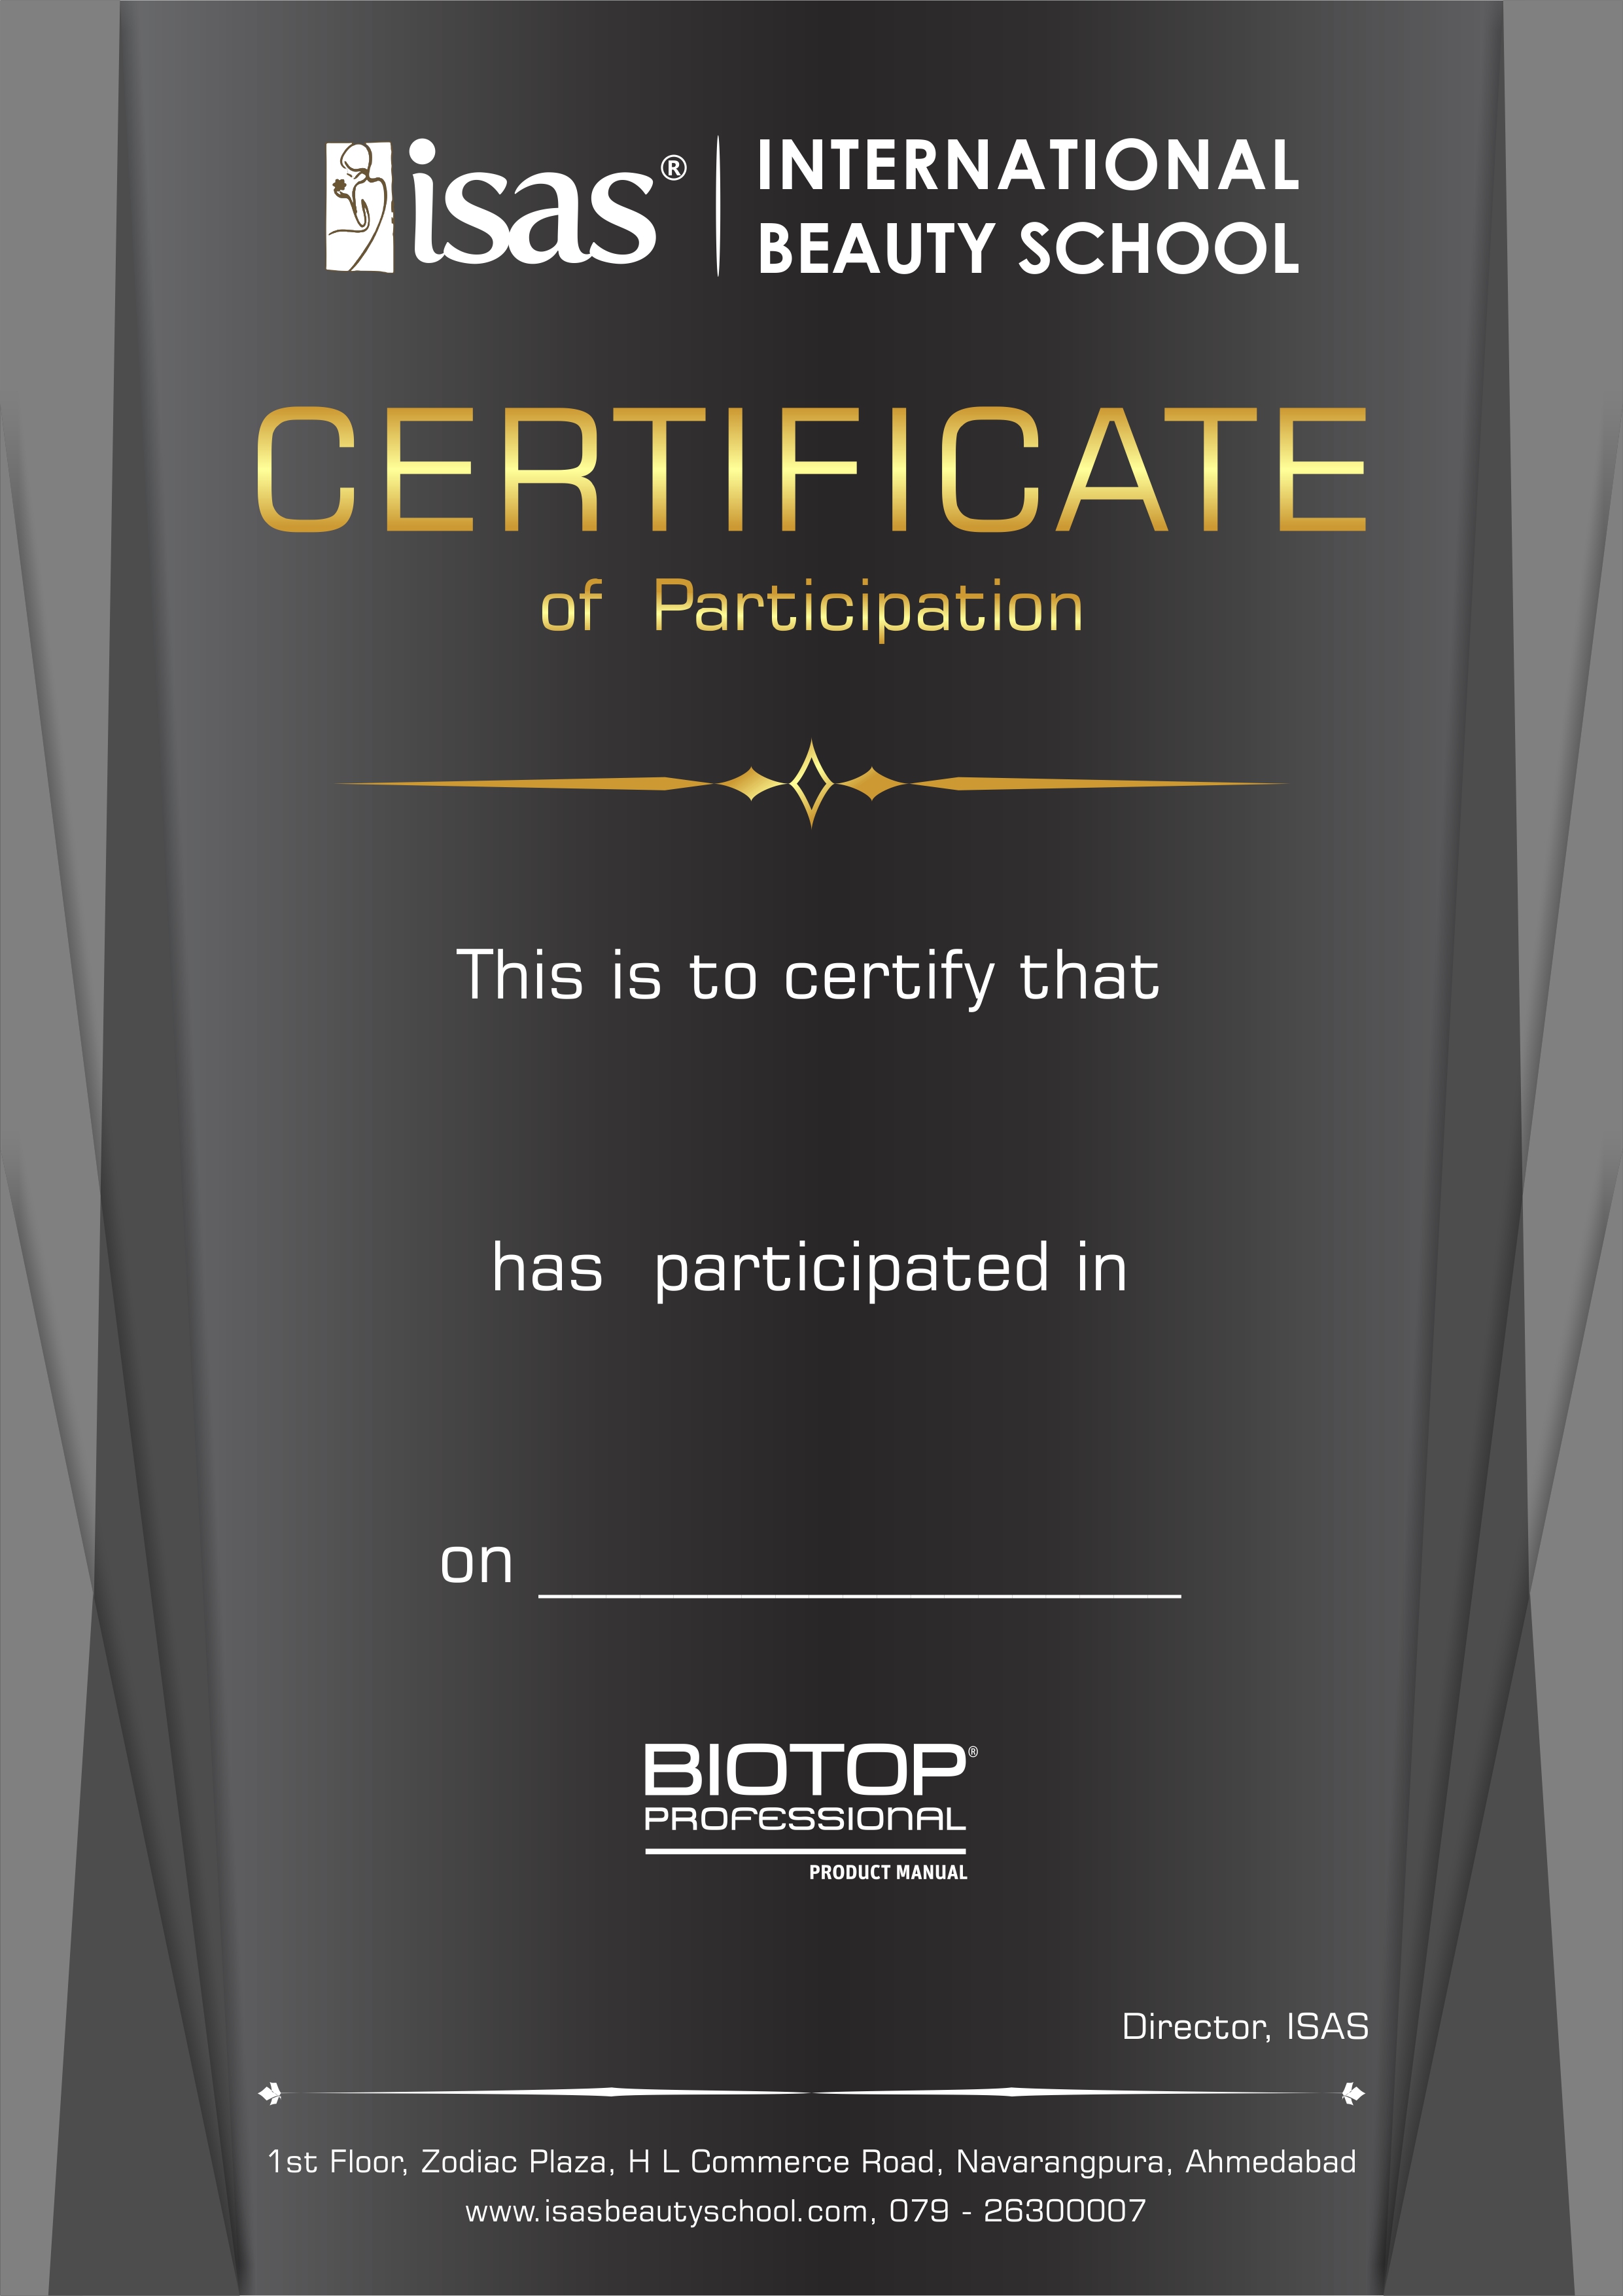 isas®
INTERNATIONAL
BEAUTY SCHOOL
CERTIFICATE
of Participation
This is to certify that
has participated in
on ___________________
BIOTOP®
PROFESSIONAL
PRODUCT MANUAL
Director, ISAS
1st Floor, Zodiac Plaza, H L Commerce Road, Navarangpura, Ahmedabad
www.isasbeautyschool.com, 079 - 26300007